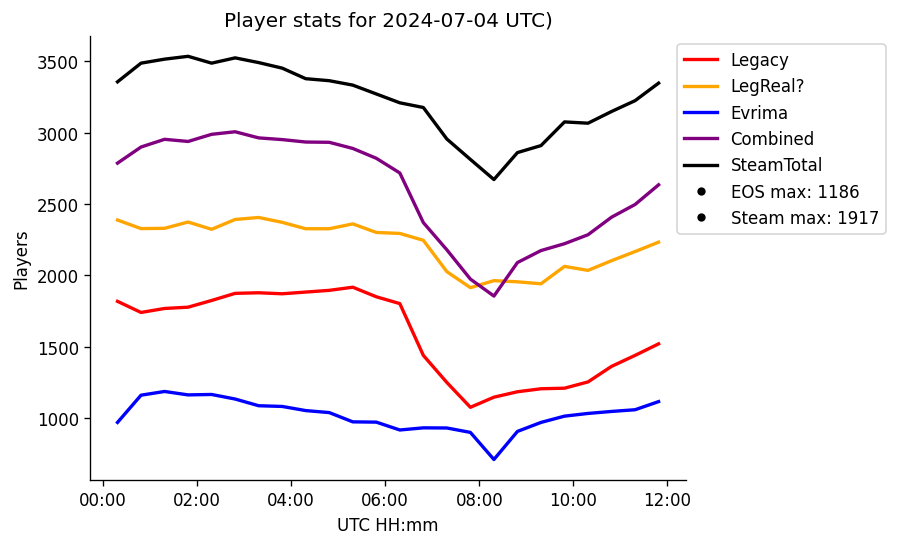 Player stats for 2024-07-04 UTC)
Players
3500
3000
2500
2000
1500
1000
00:00 02:00 04:00 06:00 08:00 10:00 12:00
UTC HH:mm
Legacy
LegReal?
Evrima
Combined
SteamTotal
EOS max: 1186
Steam max: 1917